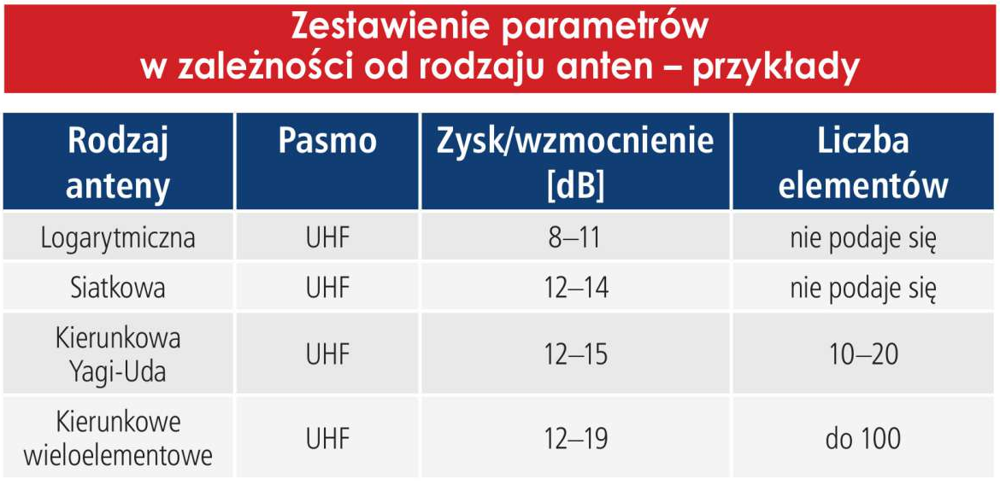 Zestawienie parametrów
w zależności od rodzaju anten – przykłady
Rodzaj anteny
Pasmo
Zysk/wzmocnienie [dB]
Liczba elementów
Logarytmiczna
UHF
8–11
nie podaje się
Siatkowa
UHF
12–14
nie podaje się
Kierunkowa
Yagi-Uda
UHF
12–15
10–20
Kierunkowe
wieloelementowe
UHF
12–19
do 100